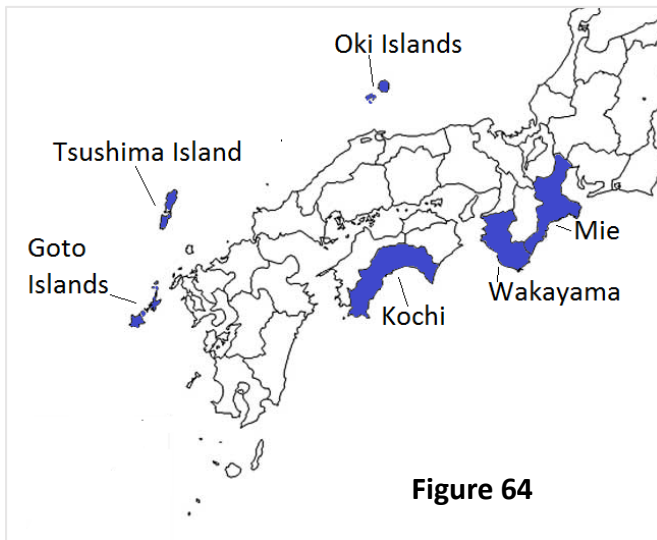 Oki Islands
Tsushima Island
Goto
Islands
Mie
Wakayama
Kochi
Figure 64